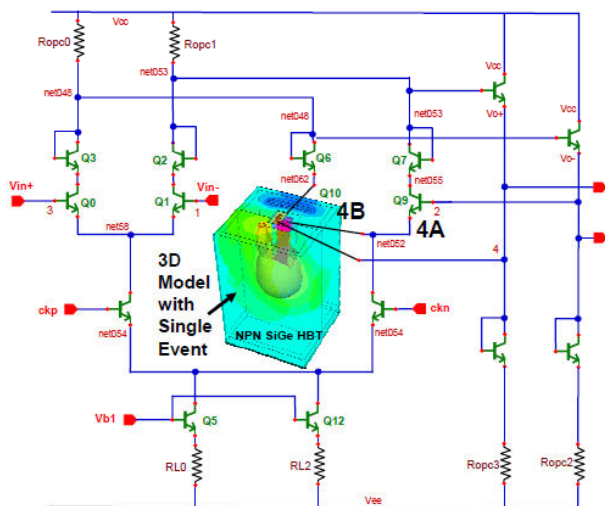 Vcc
Ropc0
Ropc1
net053
net048
net048
net053
Vcc
Vcc
Vo+
Vo-
Q3
Q2
Q6
Q7
net062
net055
Q10
Vin+
3
Q0
Q1
Vin-
1
Q9
2
4B
4A
net58
net052
4
3D
Model
with
Single
Event
NPN SiGe HBT
ckp
ckn
net054
net054
Vb1
Q5
Q12
RL0
RL2
Ropc3
Ropc2
Vee